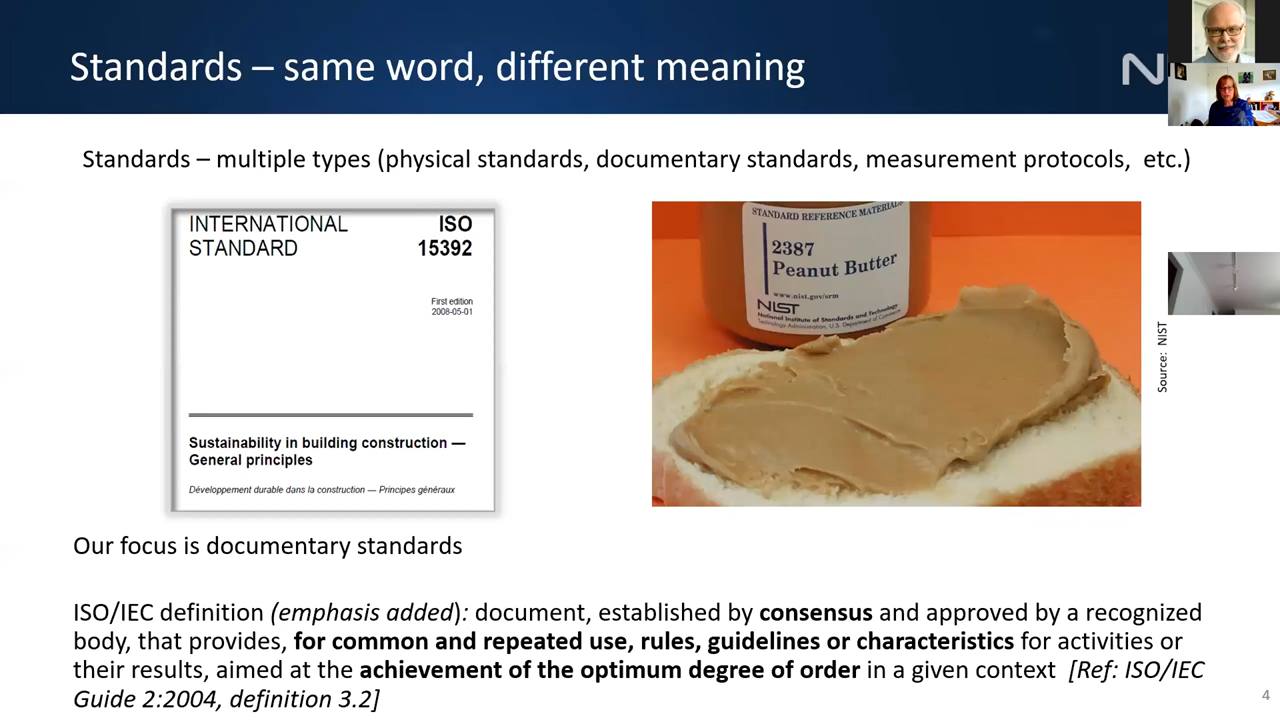 Standards – same word, different meaning
N
Standards – multiple types (physical standards, documentary standards, measurement protocols, etc.)
INTERNATIONAL STANDARD
ISO 15392
First edition
2008-05-01
Sustainability in building construction —
General principles
Développement durable dans la construction — Principes généraux
STANDARD REFERENCE MATERIAL
2387
Peanut Butter
www.nist.gov/srm
NIST
National Institute of Standards and Technology
Technology Administration, U.S. Department of Commerce
Source: NIST
Our focus is documentary standards
ISO/IEC definition (emphasis added): document, established by consensus and approved by a recognized
body, that provides, for common and repeated use, rules, guidelines or characteristics for activities or
their results, aimed at the achievement of the optimum degree of order in a given context [Ref: ISO/IEC
Guide 2:2004, definition 3.2]
4